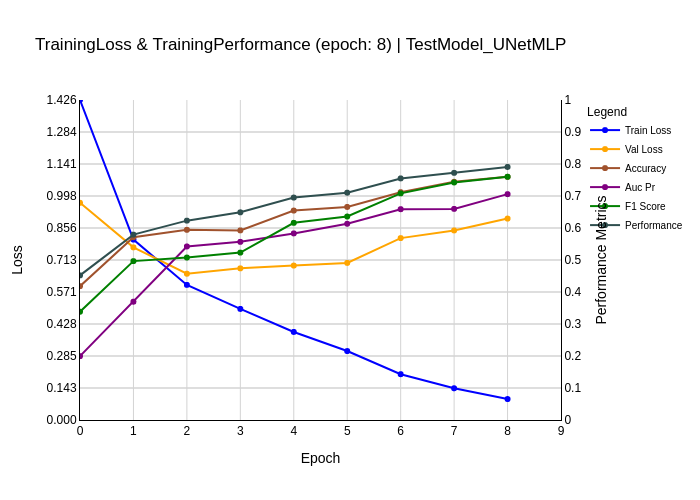 TrainingLoss & TrainingPerformance (epoch: 8) | TestModel_UNetMLP
1.426
1.284
1.141
0.998
0.856
0.713
0.571
0.428
0.285
0.143
0.000
Loss
0 1 2 3 4 5 6 7 8 9
Epoch
1
0.9
0.8
0.7
0.6
0.5
0.4
0.3
0.2
0.1
0
Performance Metrics
Legend
Train Loss
Val Loss
Accuracy
Auc Pr
F1 Score
Performance